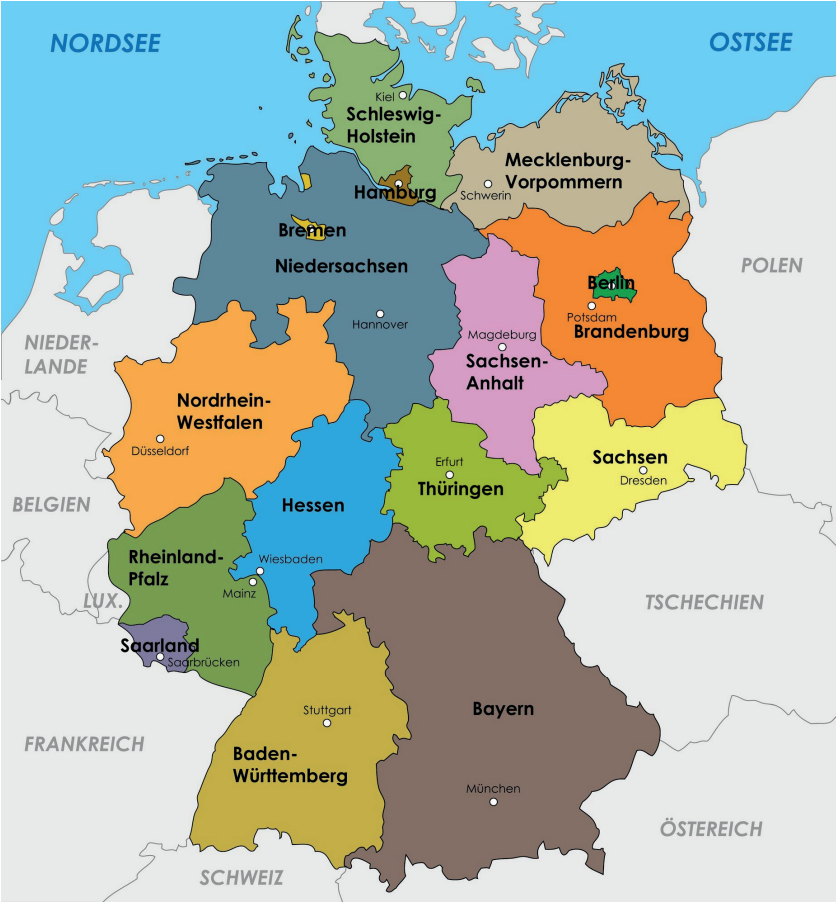 NORDSEE
OSTSEE
Kiel
Schleswig-
Holstein
Mecklenburg-
Vorpommern
Hamburg
Schwerin
Bremen
Niedersachsen
POLEN
Berlin
Potsdam
Brandenburg
Hannover
Magdeburg
Sachsen-
Anhalt
NIEDER-
LANDE
Nordrhein-
Westfalen
Düsseldorf
Sachsen
Dresden
Erfurt
Thüringen
BELGIEN
Hessen
Rheinland-
Pfalz
Wiesbaden
Mainz
LUX.
TSCHECHIEN
Saarland
Saarbrücken
Stuttgart
Bayern
FRANKREICH
Baden-
Württemberg
München
ÖSTEREICH
SCHWEIZ